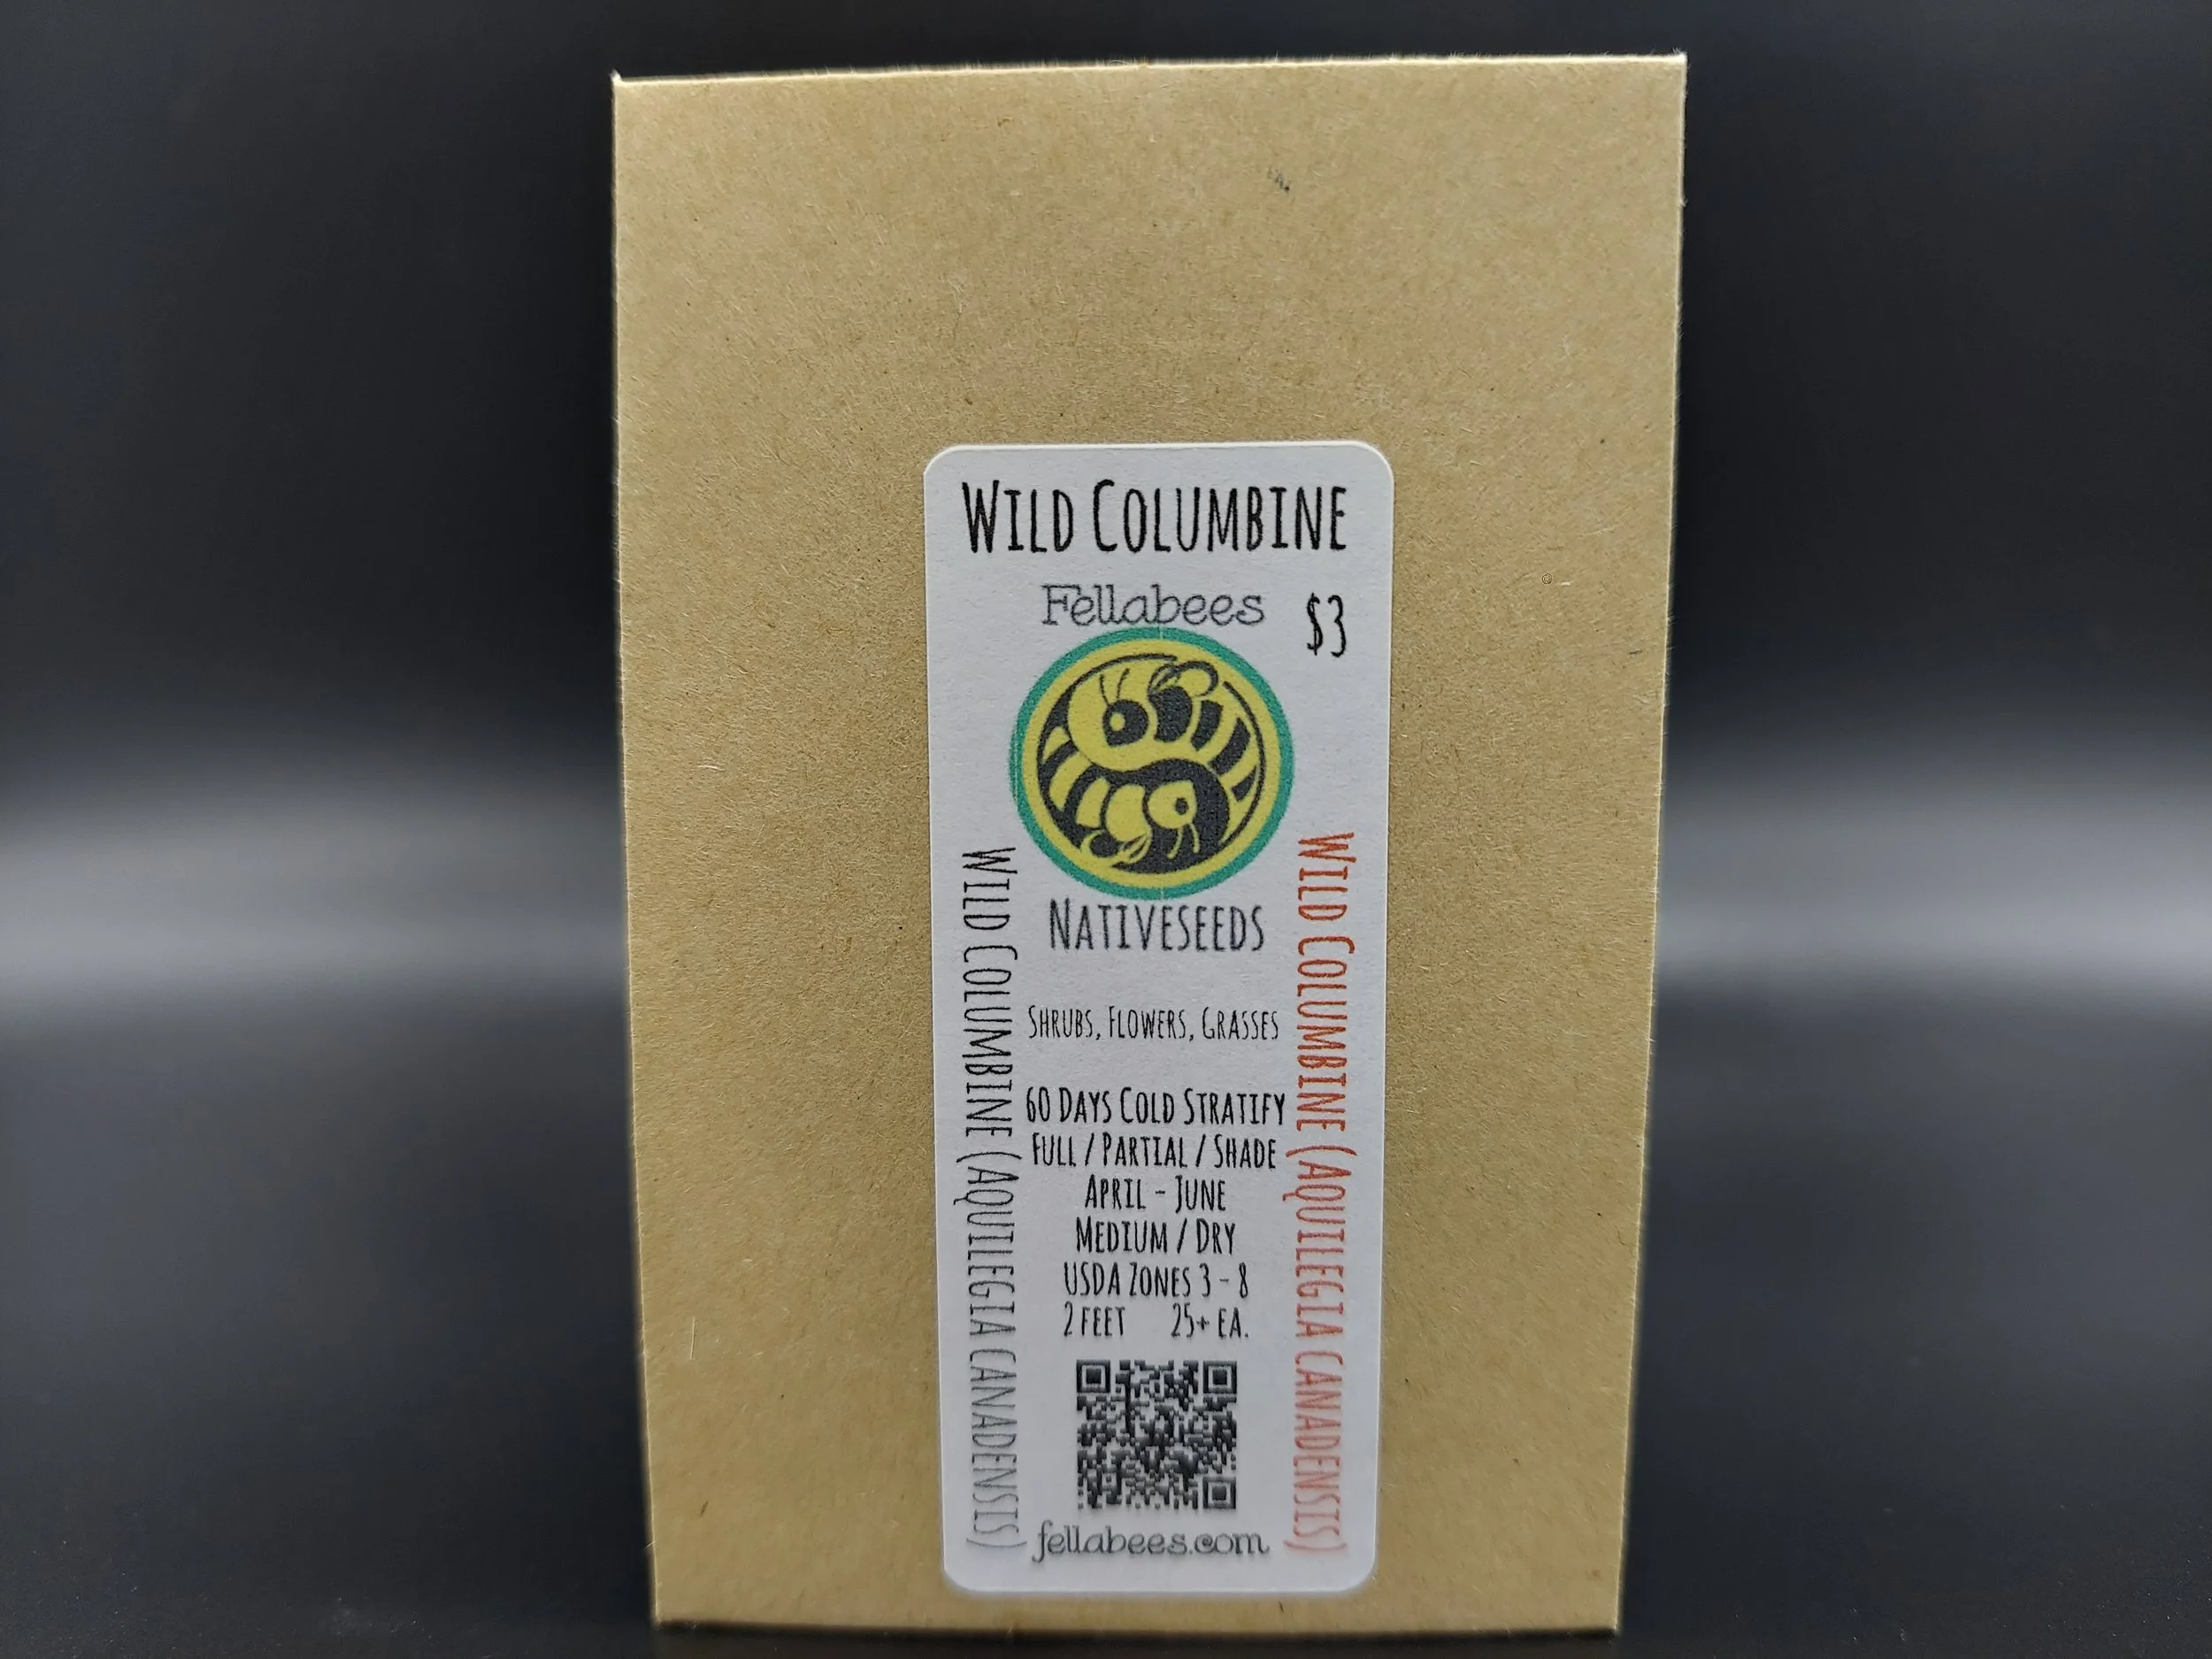 WILD COLUMBINE
Fellabees
$3
NATIVESEEDS
SHRUBS, FLOWERS, GRASSES
60 DAYS COLD STRATIFY
FULL / PARTIAL / SHADE
APRIL - JUNE
MEDIUM / DRY
USDA ZONES 3 - 8
2 FEET 25+ EA.
fellabees.com
WILD COLUMBINE (AQUILEGIA CANADENSIS)
WILD COLUMBINE (AQUILEGIA CANADENSIS)